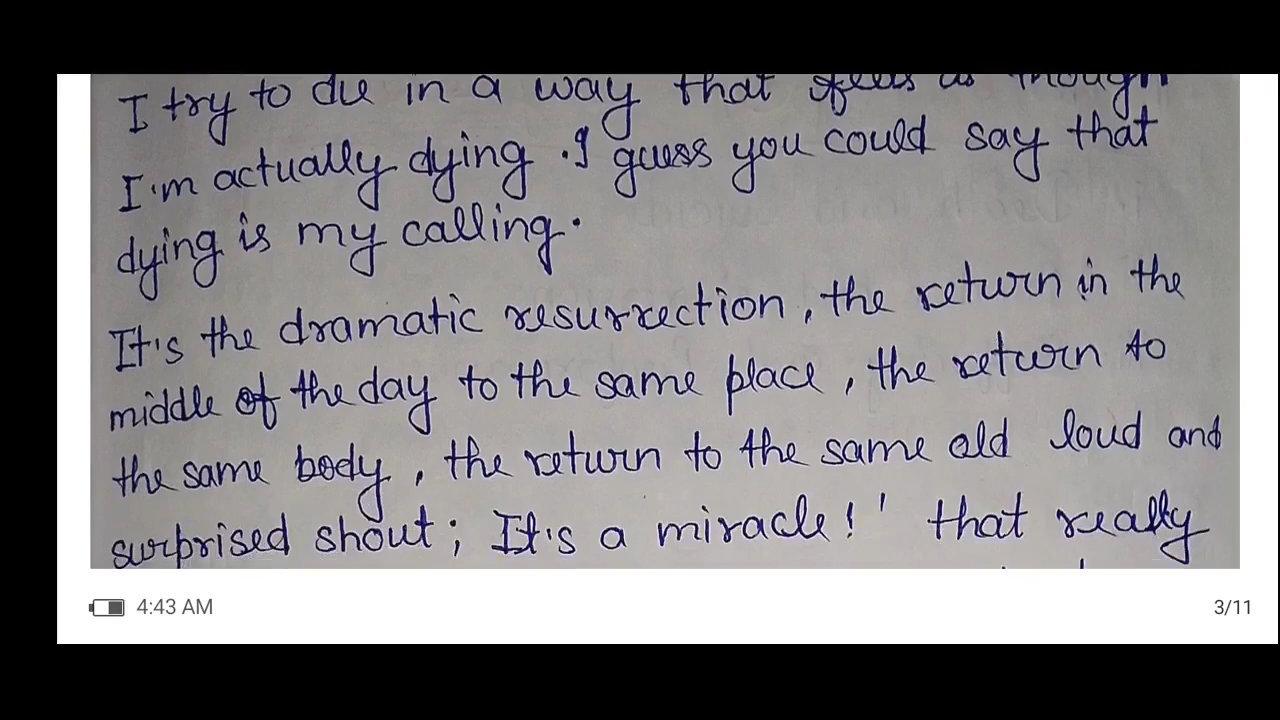 I try to die in a way that feels as though
I'm actually dying . I guess you could say that
dying is my calling.
It's the dramatic resurrection, the return in the
middle of the day to the same place, the return to
the same body, the return to the same old loud and
surprised shout; It's a miracle!' that really
4:43 AM
3/11